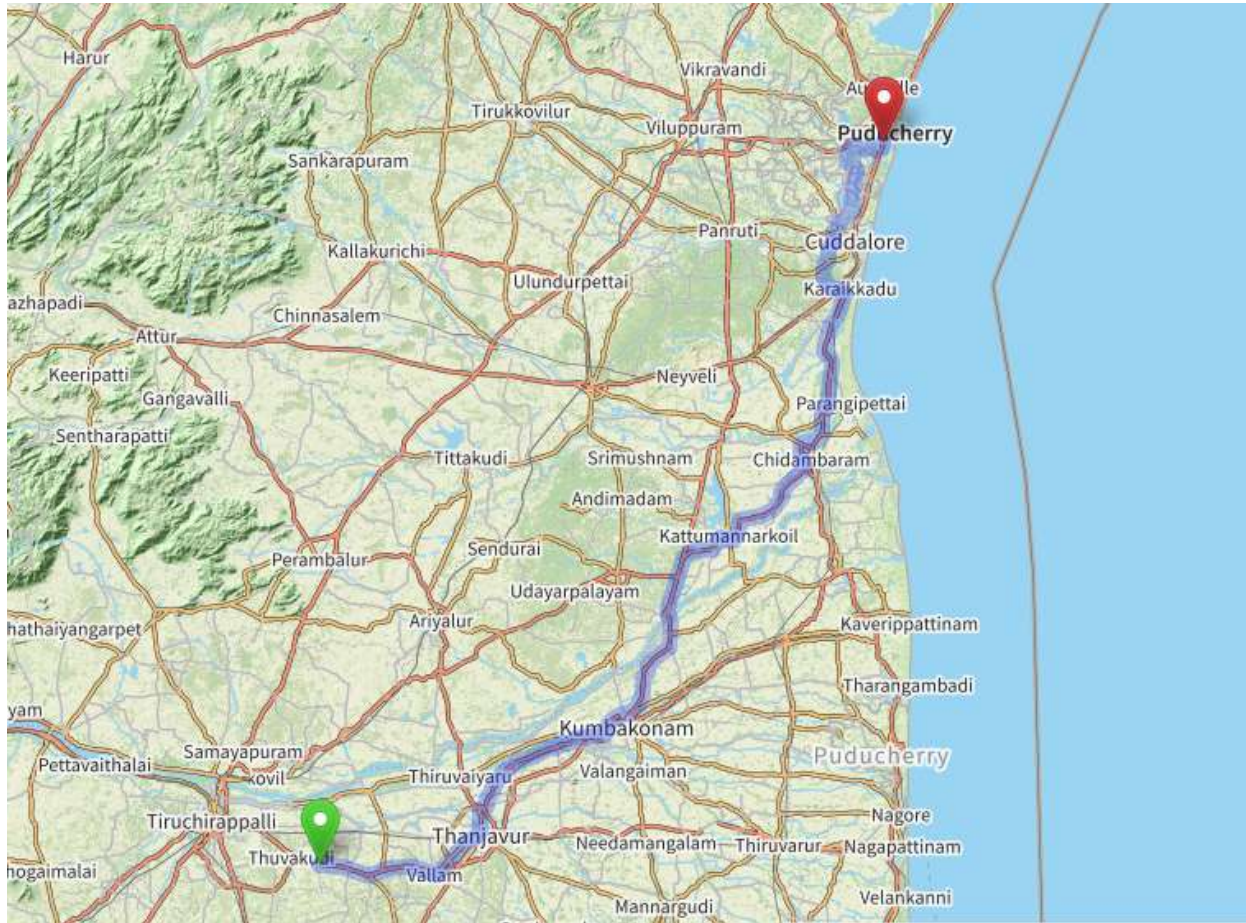 Harur
Vikravandi
Tirukkovilur
Viluppuram
Puducherry
Sankarapuram
Panruti
Cuddalore
Kallakurichi
Ulundurpettai
Karaikkadu
azhapadi
Chinnasalem
Attur
Keeripatti
Neyveli
Gangavalli
Parangipettai
Sentharapatti
Tittakudi
Srimushnam
Chidambaram
Andimadam
Kattumannarkoil
Sendurai
Perambalur
Udayarpalayam
Ariyalur
hathaiyangarpet
Kaverippattinam
Tharangambadi
yam
Kumbakonam
Samayapuram
Puducherry
Pettavaithalai
kovil
Thiruvaiyaru
Valangaiman
Tiruchirappalli
Nagore
Thanjavur
Needamangalam
Thiruvarur
Nagapattinam
Thuvakudi
hogaimalai
Vallam
Velankanni
Mannargudi